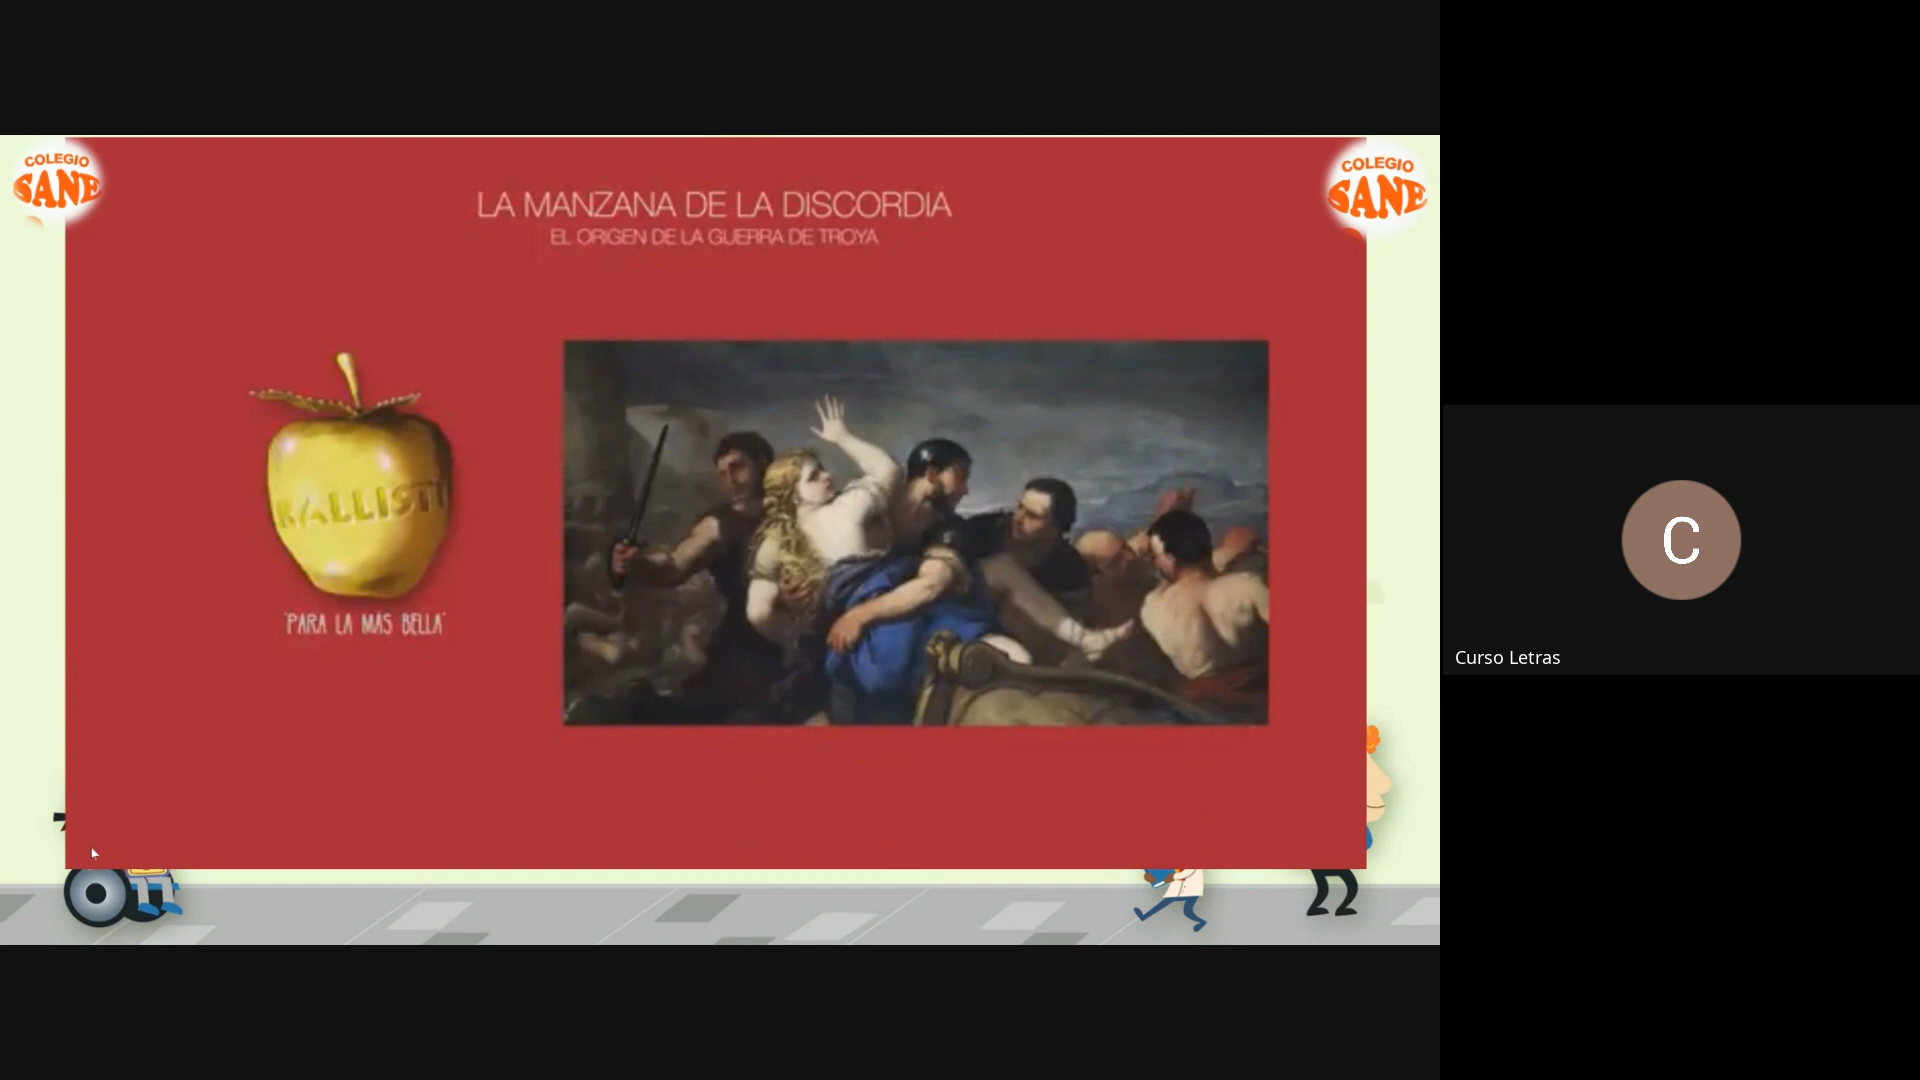 COLEGIO
SANE
COLEGIO
SANE
LA MANZANA DE LA DISCORDIA
EL ORIGEN DE LA GUERRA DE TROYA
KALLISTI
"PARA LA MÁS BELLA"
C
Curso Letras